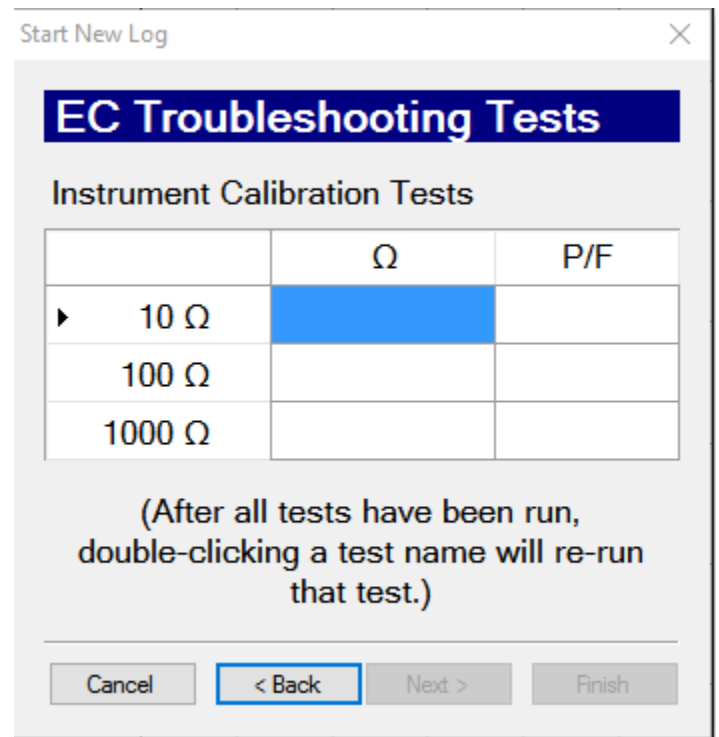 Start New Log
EC Troubleshooting Tests
Instrument Calibration Tests
Ω P/F
10 Ω
100 Ω
1000 Ω
(After all tests have been run,
double-clicking a test name will re-run
that test.)
Cancel < Back Next > Finish